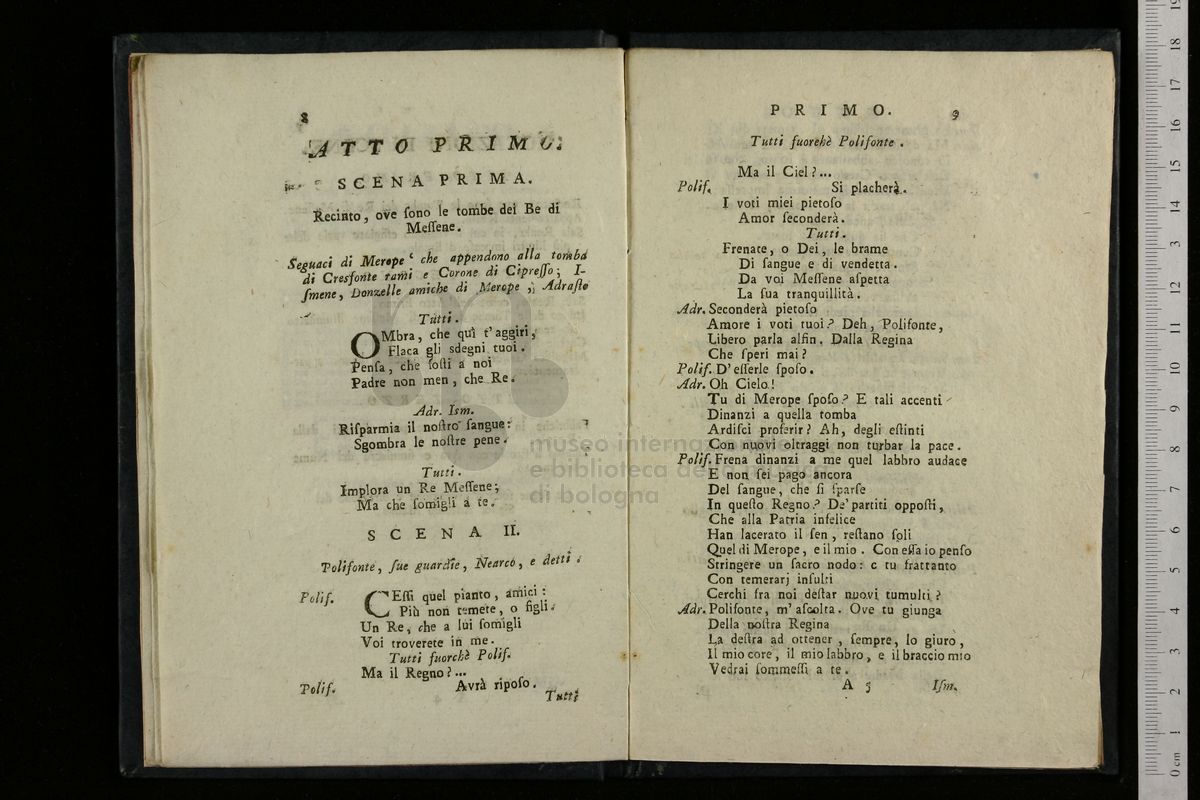 8
ATTO PRIMO.
SCENA PRIMA.
Recinto, ove ſono le tombe dei Be di
Meſſene.
Seguaci di Merope che appendono alla tomba
di Cresfonte rami e Corone di Cipreſſo; I-
ſmene, Donzelle amiche di Merope, Adraſto
Tutti.
OMbra, che quì t'aggiri,
Flaca gli sdegni tuoi.
Penſa, che foſti a noi
Padre non men, che Re.
Adr. Ism.
Riſparmia il noſtro ſangue:
Sgombra le noſtre pene.
Tutti.
Implora un Re Meſſene;
Ma che ſomigli a te.
SCENA II.
Polifonte, ſue guardie, Nearco, e detti.
Polif. CEſſi quel pianto, amici:
Più non temete, o figli.
Un Re, che a lui ſomigli
Voi troverete in me.
Tutti fuorchè Polif.
Ma il Regno?...
Polif. Avrà ripoſo.
Tutti
PRIMO. 9
Tutti fuorehè Polifonte.
Ma il Ciel?...
Polif. Si placherà.
I voti miei pietoſo
Amor ſeconderà.
Tutti.
Frenate, o Dei, le brame
Di ſangue e di vendetta.
Da voi Meſſene aſpetta
La ſua tranquillità.
Adr. Seconderà pietoſo
Amore i voti tuoi? Deh, Polifonte,
Libero parla alfin. Dalla Regina
Che ſperi mai?
Polif. D'eſſerle ſpoſo.
Adr. Oh Cielo!
Tu di Merope ſpoſo? E tali accenti
Dinanzi a quella tomba
Ardiſci proferir? Ah, degli eſtinti
Con nuovi oltraggi non turbar la pace.
Polif. Frena dinanzi a me quel labbro audace
E non ſei pago ancora
Del ſangue, che ſi ſparſe
In queſto Regno? De' partiti oppoſti,
Che alla Patria infelice
Han lacerato il ſen, reſtano ſoli
Quel di Merope, e il mio. Con eſſa io penſo
Stringere un ſacro nodo: e tu frattanto
Con temerarj inſulti
Cerchi fra noi deſtar nuovi tumulti?
Adr. Polifonte, m'aſcolta. Ove tu giunga
Della noſtra Regina
La deſtra ad ottener, ſempre, lo giuro,
Il mio core, il mio labbro, e il braccio mio
Vedrai ſommeſſi a te.
A 5 Iſm.
museo internazionale
e biblioteca della musica
di bologna